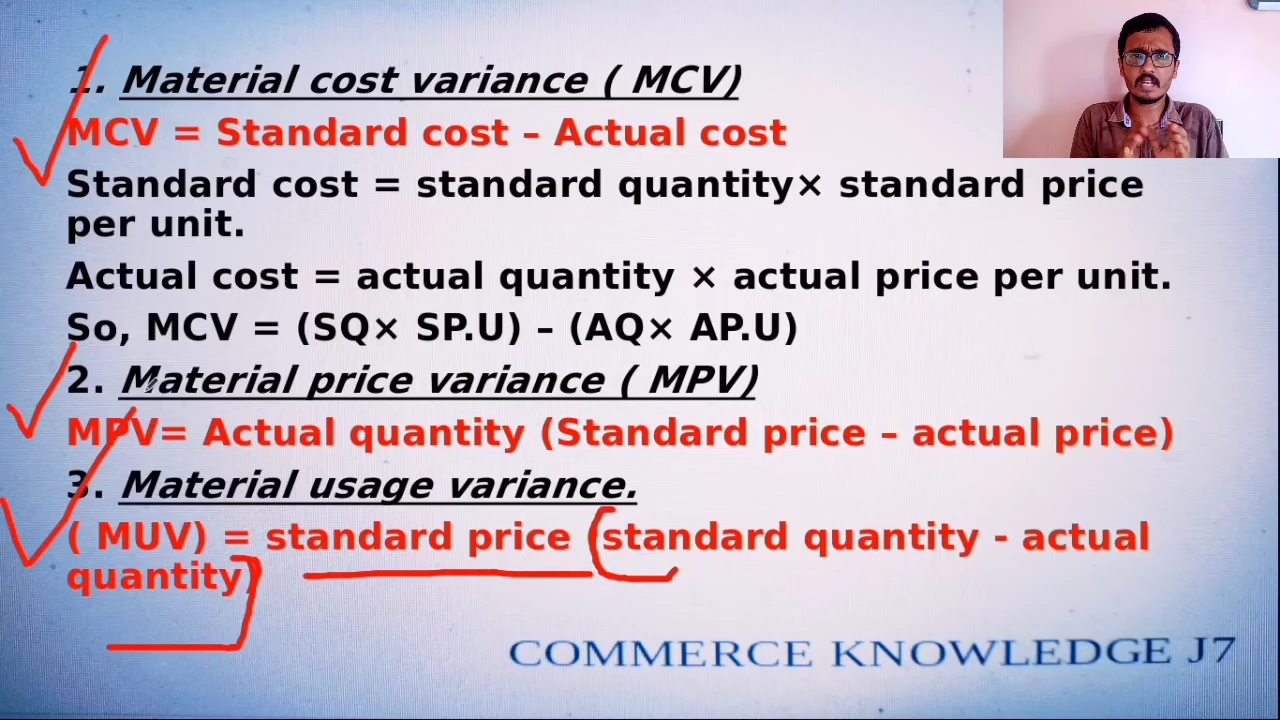 1. Material cost variance ( MCV)
MCV = Standard cost – Actual cost
Standard cost = standard quantity× standard price
per unit.
Actual cost = actual quantity × actual price per unit.
So, MCV = (SQ× SP.U) – (AQ× AP.U)
2. Material price variance ( MPV)
MPV= Actual quantity (Standard price – actual price)
3. Material usage variance.
( MUV) = standard price (standard quantity - actual
quantity)
COMMERCE KNOWLEDGE J7